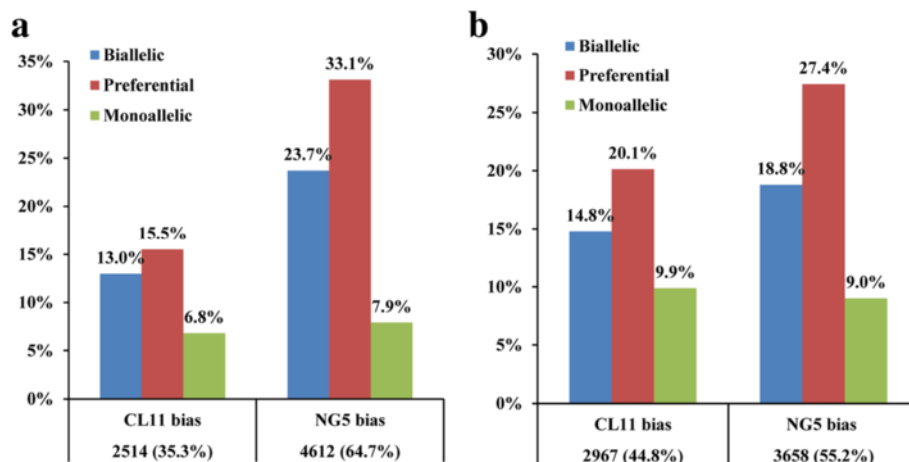 a
35%
30%
25%
20%
15%
10%
5%
0%
Biallelic
Preferential
Monoallelic
13.0%
15.5%
6.8%
23.7%
33.1%
7.9%
CL11 bias
NG5 bias
2514 (35.3%)
4612 (64.7%)
b
30%
25%
20%
15%
10%
5%
0%
Biallelic
Preferential
Monoallelic
14.8%
20.1%
9.9%
18.8%
27.4%
9.0%
CL11 bias
NG5 bias
2967 (44.8%)
3658 (55.2%)